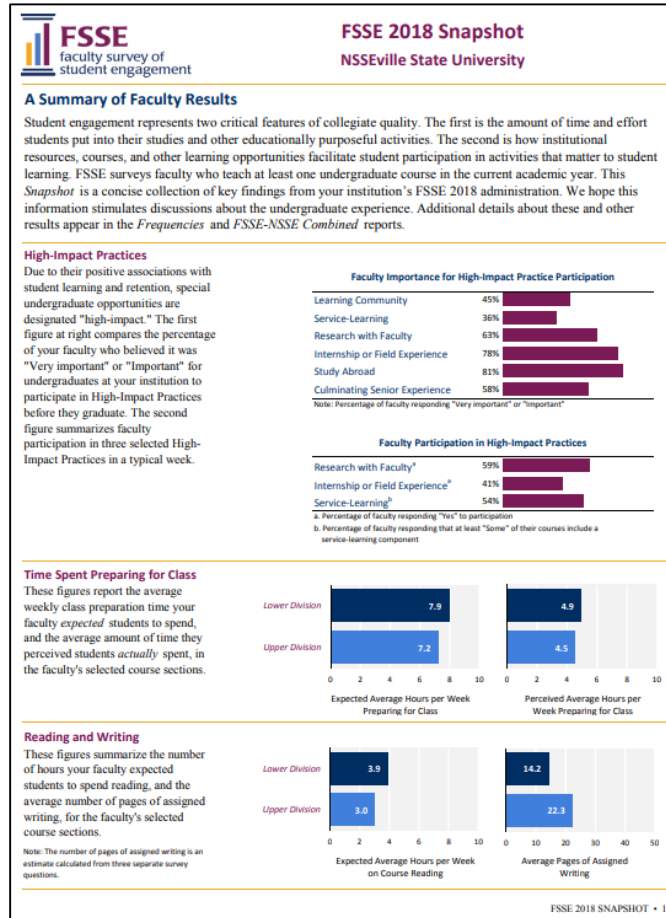 FSSE
faculty survey of
student engagement
FSSE 2018 Snapshot
NSSEville State University
A Summary of Faculty Results
Student engagement represents two critical features of collegiate quality. The first is the amount of time and effort
students put into their studies and other educationally purposeful activities. The second is how institutional
resources, courses, and other learning opportunities facilitate student participation in activities that matter to student
learning. FSSE surveys faculty who teach at least one undergraduate course in the current academic year. This
Snapshot is a concise collection of key findings from your institution's FSSE 2018 administration. We hope this
information stimulates discussions about the undergraduate experience. Additional details about these and other
results appear in the Frequencies and FSSE-NSSE Combined reports.
High-Impact Practices
Due to their positive associations with
student learning and retention, special
undergraduate opportunities are
designated "high-impact." The first
figure at right compares the percentage
of your faculty who believed it was
"Very important" or "Important" for
undergraduates at your institution to
participate in High-Impact Practices
before they graduate. The second
figure summarizes faculty
participation in three selected High-
Impact Practices in a typical week.
Faculty Importance for High-Impact Practice Participation
Learning Community 45%
Service-Learning 36%
Research with Faculty 63%
Internship or Field Experience 78%
Study Abroad 81%
Culminating Senior Experience 58%
Note: Percentage of faculty responding "Very important" or "Important"
Faculty Participation in High-Impact Practices
Research with Faculty^a 59%
Internship or Field Experience^a 41%
Service-Learning^b 54%
a. Percentage of faculty responding "Yes" to participation
b. Percentage of faculty responding that at least "Some" of their courses include a
service-learning component
Time Spent Preparing for Class
These figures report the average
weekly class preparation time your
faculty expected students to spend,
and the average amount of time they
perceived students actually spent, in
the faculty's selected course sections.
Lower Division 7.9
Upper Division 7.2
0 2 4 6 8 10
Expected Average Hours per Week
Preparing for Class
4.9
4.5
0 2 4 6 8 10
Perceived Average Hours per
Week Preparing for Class
Reading and Writing
These figures summarize the number
of hours your faculty expected
students to spend reading, and the
average number of pages of assigned
writing, for the faculty's selected
course sections.
Note: The number of pages of assigned writing is an
estimate calculated from three separate survey
questions.
Lower Division 3.9
Upper Division 3.0
0 2 4 6 8 10
Expected Average Hours per Week
on Course Reading
14.2
22.3
0 10 20 30 40 50
Average Pages of Assigned
Writing
FSSE 2018 SNAPSHOT • 1